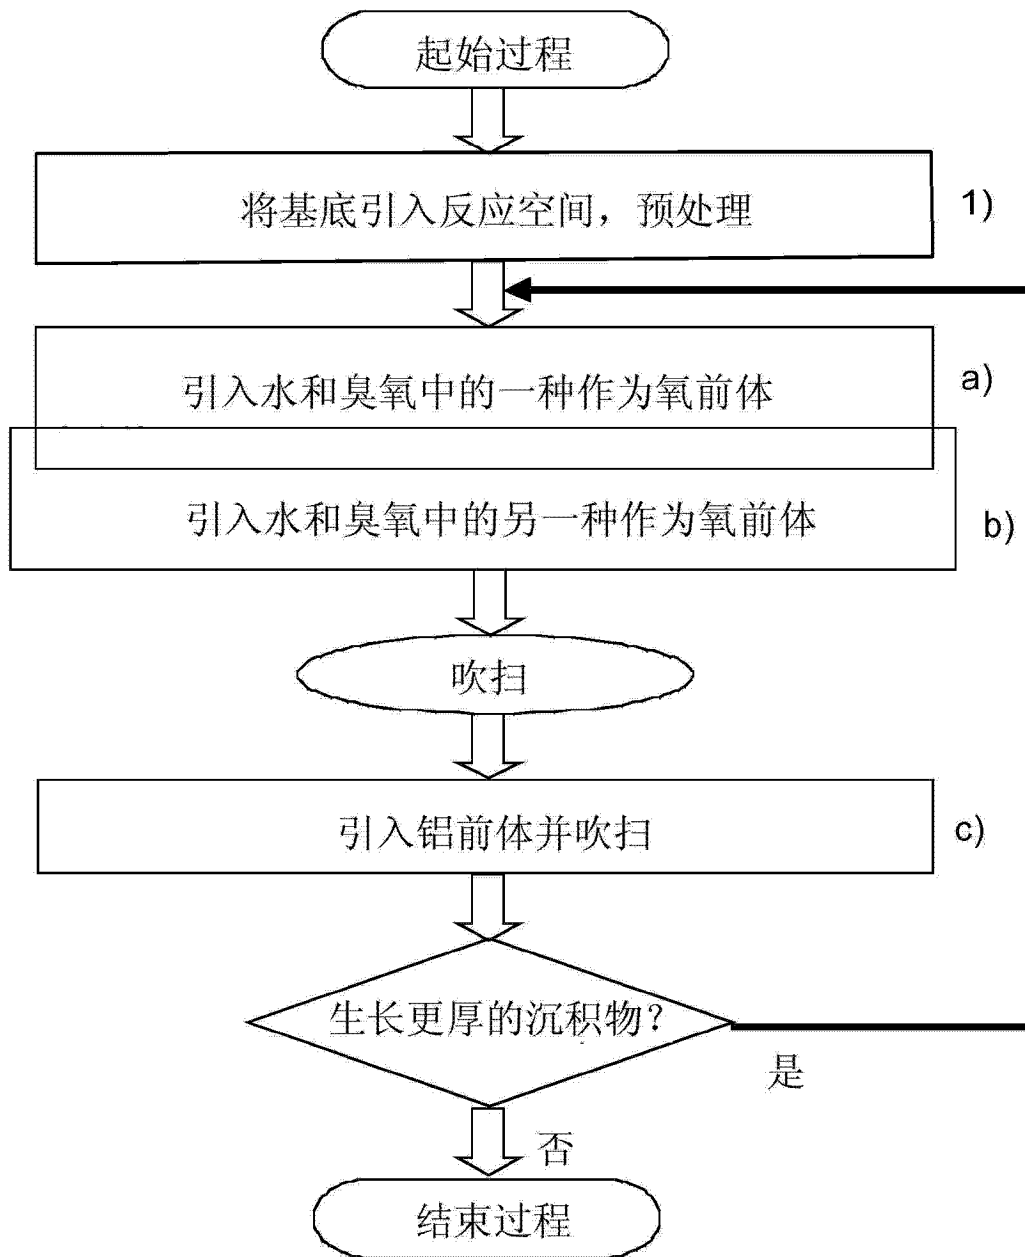 起始过程
将基底引入反应空间，预处理
1)
引入水和臭氧中的一种作为氧前体
a)
引入水和臭氧中的另一种作为氧前体
b)
吹扫
引入铝前体并吹扫
c)
生长更厚的沉积物？
是
否
结束过程